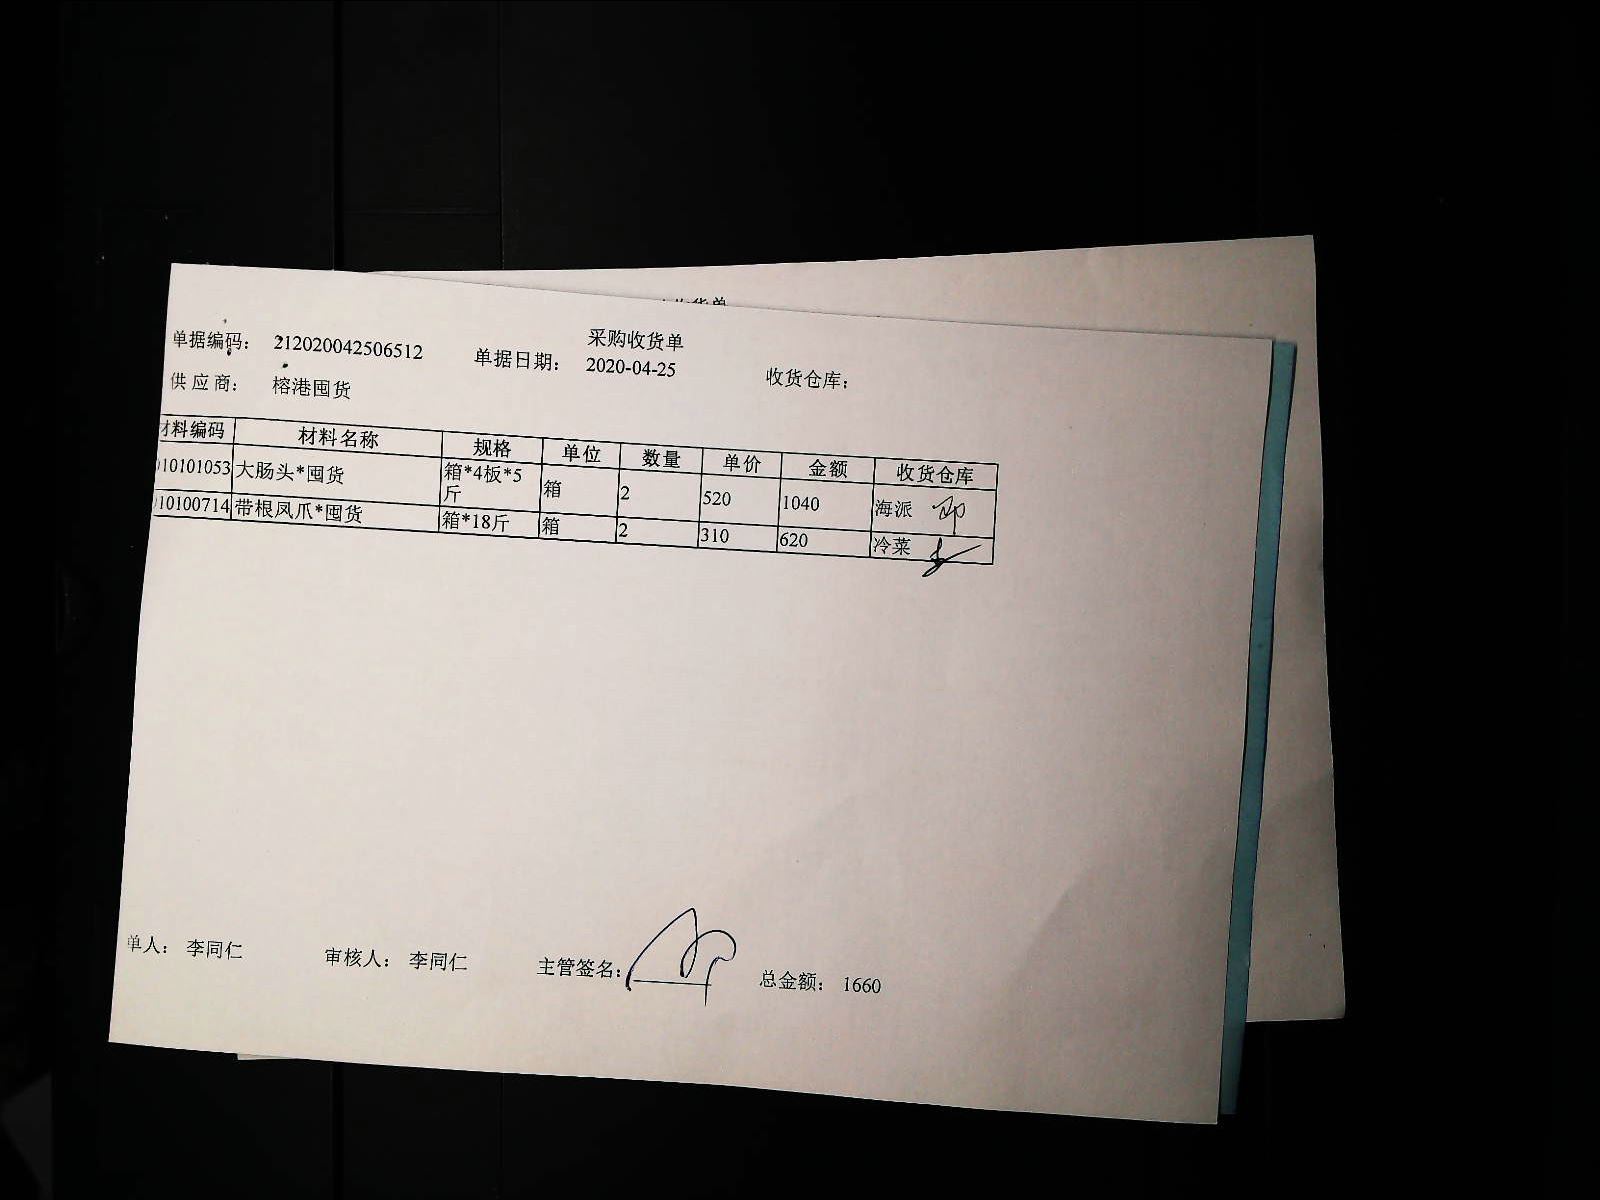 采购收货单
单据编码： 212020042506512 单据日期： 2020-04-25 收货仓库：
供应商： 榕港囤货
材料编码 材料名称 规格 单位 数量 单价 金额 收货仓库
10101053 大肠头*囤货 箱*4板*5斤 箱 2 520 1040 海派
10100714 带根凤爪*囤货 箱*18斤 箱 2 310 620 冷菜
单人： 李同仁 审核人： 李同仁 主管签名： 总金额： 1660